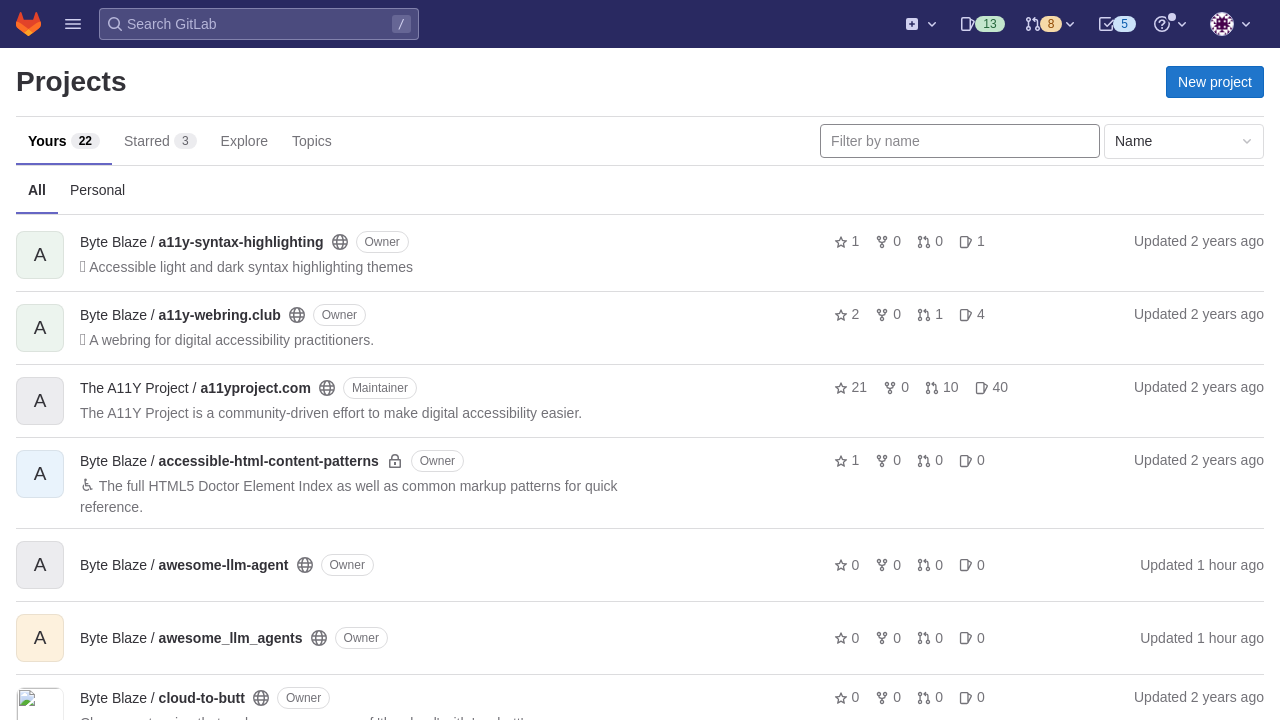 Search GitLab /
13 8 5
Projects
New project
Yours 22 Starred 3 Explore Topics
Filter by name
Name
All Personal
A Byte Blaze / a11y-syntax-highlighting Owner 1 0 0 1 Updated 2 years ago
Accessible light and dark syntax highlighting themes
A Byte Blaze / a11y-webring.club Owner 2 0 1 4 Updated 2 years ago
A webring for digital accessibility practitioners.
A The A11Y Project / a11yproject.com Maintainer 21 0 10 40 Updated 2 years ago
The A11Y Project is a community-driven effort to make digital accessibility easier.
A Byte Blaze / accessible-html-content-patterns Owner 1 0 0 0 Updated 2 years ago
♿ The full HTML5 Doctor Element Index as well as common markup patterns for quick
reference.
A Byte Blaze / awesome-llm-agent Owner 0 0 0 0 Updated 1 hour ago
A Byte Blaze / awesome_llm_agents Owner 0 0 0 0 Updated 1 hour ago
Byte Blaze / cloud-to-butt Owner 0 0 0 0 Updated 2 years ago